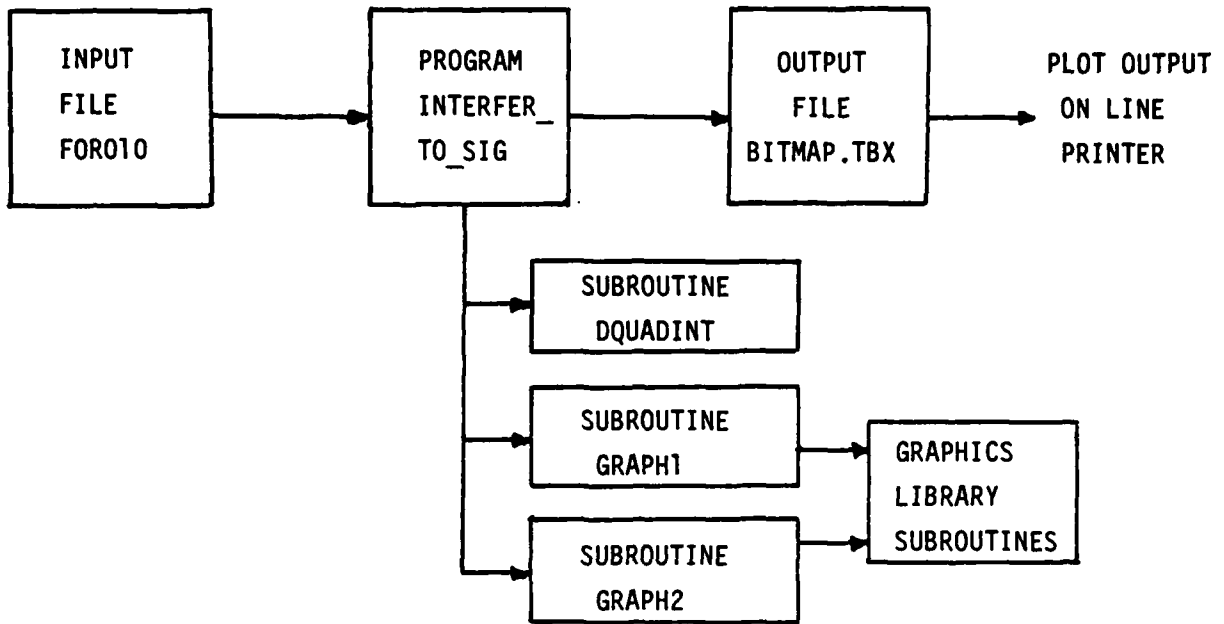 INPUT
FILE
FOR010
PROGRAM
INTERFER_
TO_SIG
OUTPUT
FILE
BITMAP.TBX
PLOT OUTPUT
ON LINE
PRINTER
SUBROUTINE
DQUADINT
SUBROUTINE
GRAPH1
SUBROUTINE
GRAPH2
GRAPHICS
LIBRARY
SUBROUTINES